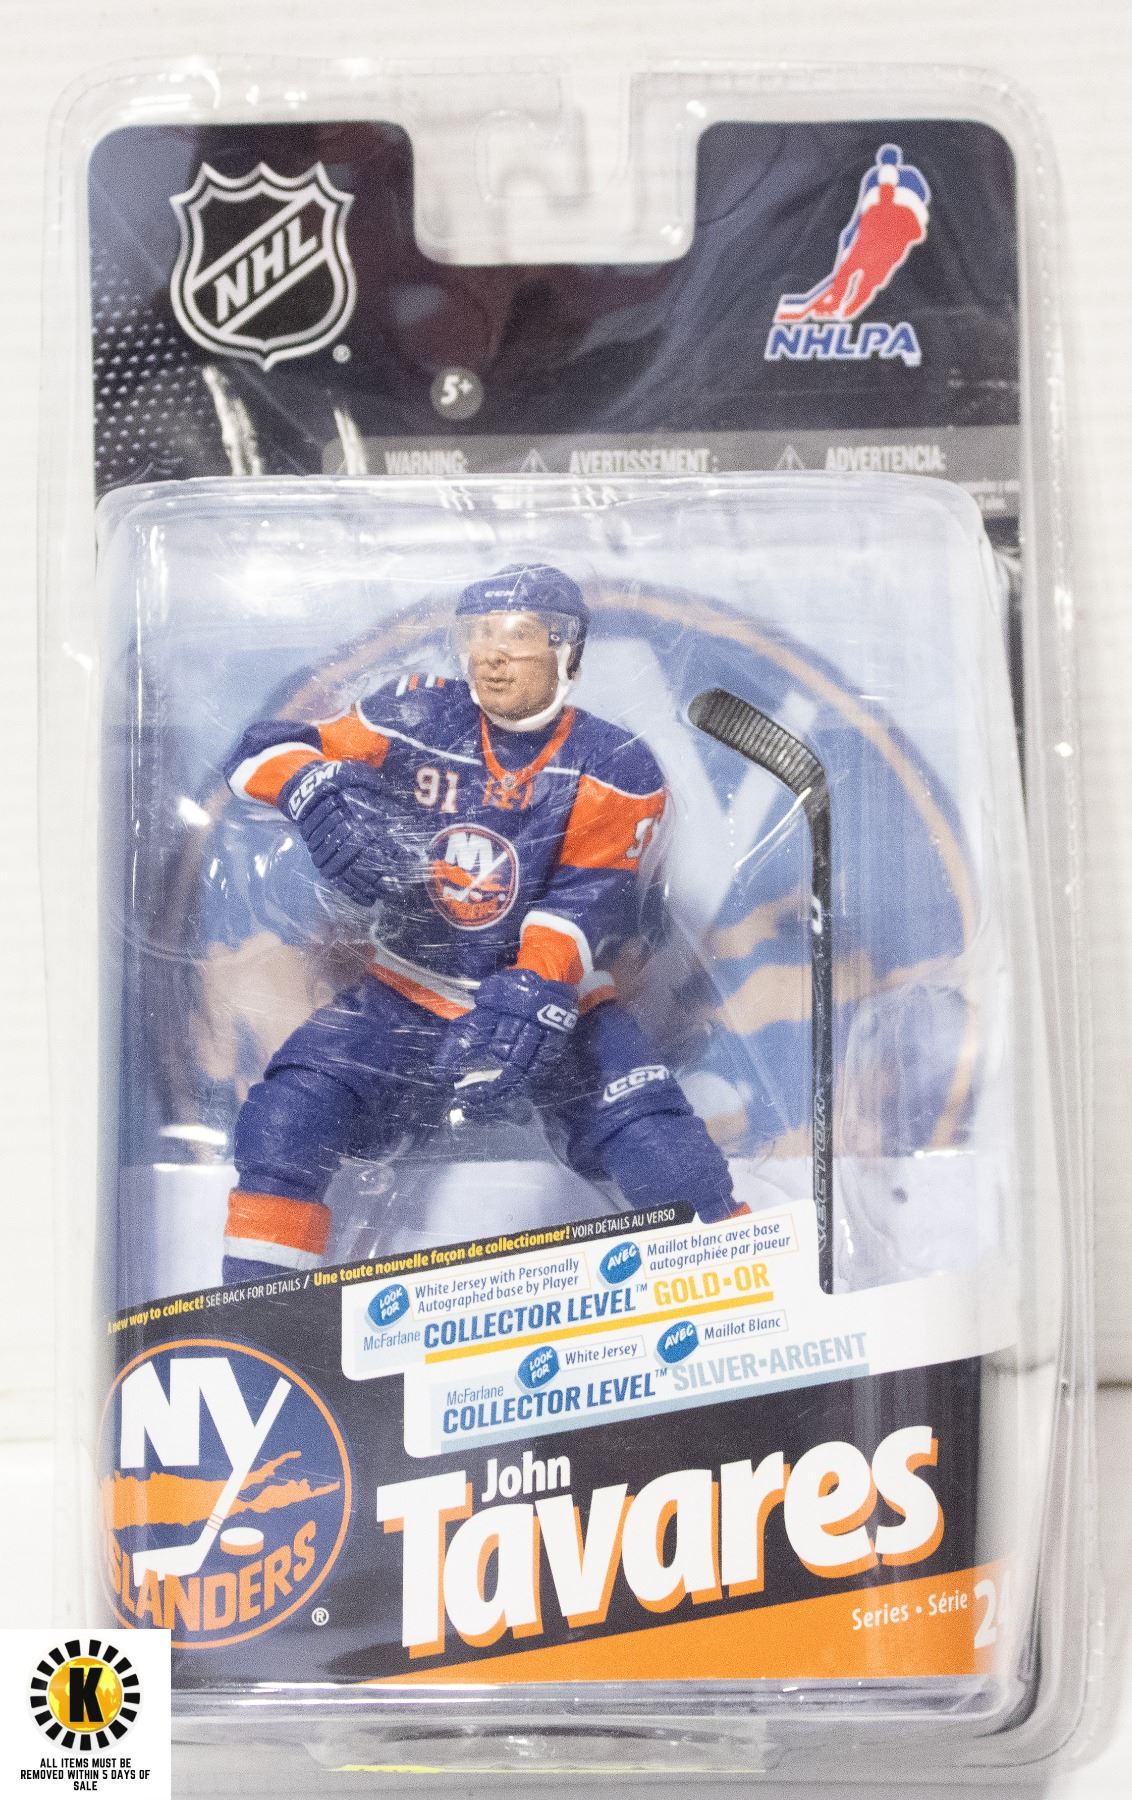 NHL
®
NHLPA
5+
WARNING:
AVERTISSEMENT:
ADVERTENCIA:
CCM
CCM
91
NY
CCM
VECTOR
A new way to collect! SEE BACK FOR DETAILS / Une toute nouvelle façon de collectionner! VOIR DÉTAILS AU VERSO
LOOK FOR
White Jersey with Personally
Autographed base by Player
AVEC
Maillot blanc avec base
autographiée par joueur
McFarlane COLLECTOR LEVEL™ GOLD•OR
LOOK FOR
White Jersey
AVEC
Maillot Blanc
McFarlane
COLLECTOR LEVEL™ SILVER•ARGENT
NY
ISLANDERS
®
John
Tavares
Series • Série
K
ALL ITEMS MUST BE
REMOVED WITHIN 5 DAYS OF
SALE